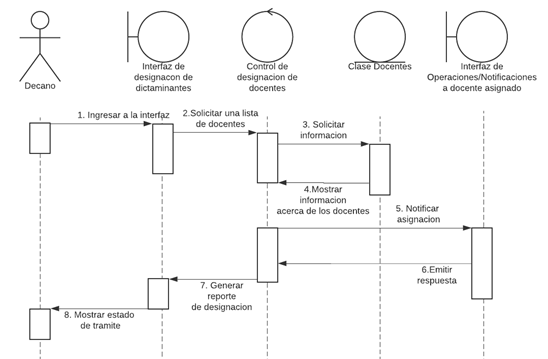 Decano
Interfaz de
designacon de
dictaminantes
Control de
designacion de
docentes
Clase Docentes
Interfaz de
Operaciones/Notificaciones
a docente asignado
1. Ingresar a la interfaz
2.Solicitar una lista
de docentes
3. Solicitar
informacion
4.Mostrar
informacion
acerca de los docentes
5. Notificar
asignacion
6.Emitir
respuesta
7. Generar
reporte
de designacion
8. Mostrar estado
de tramite